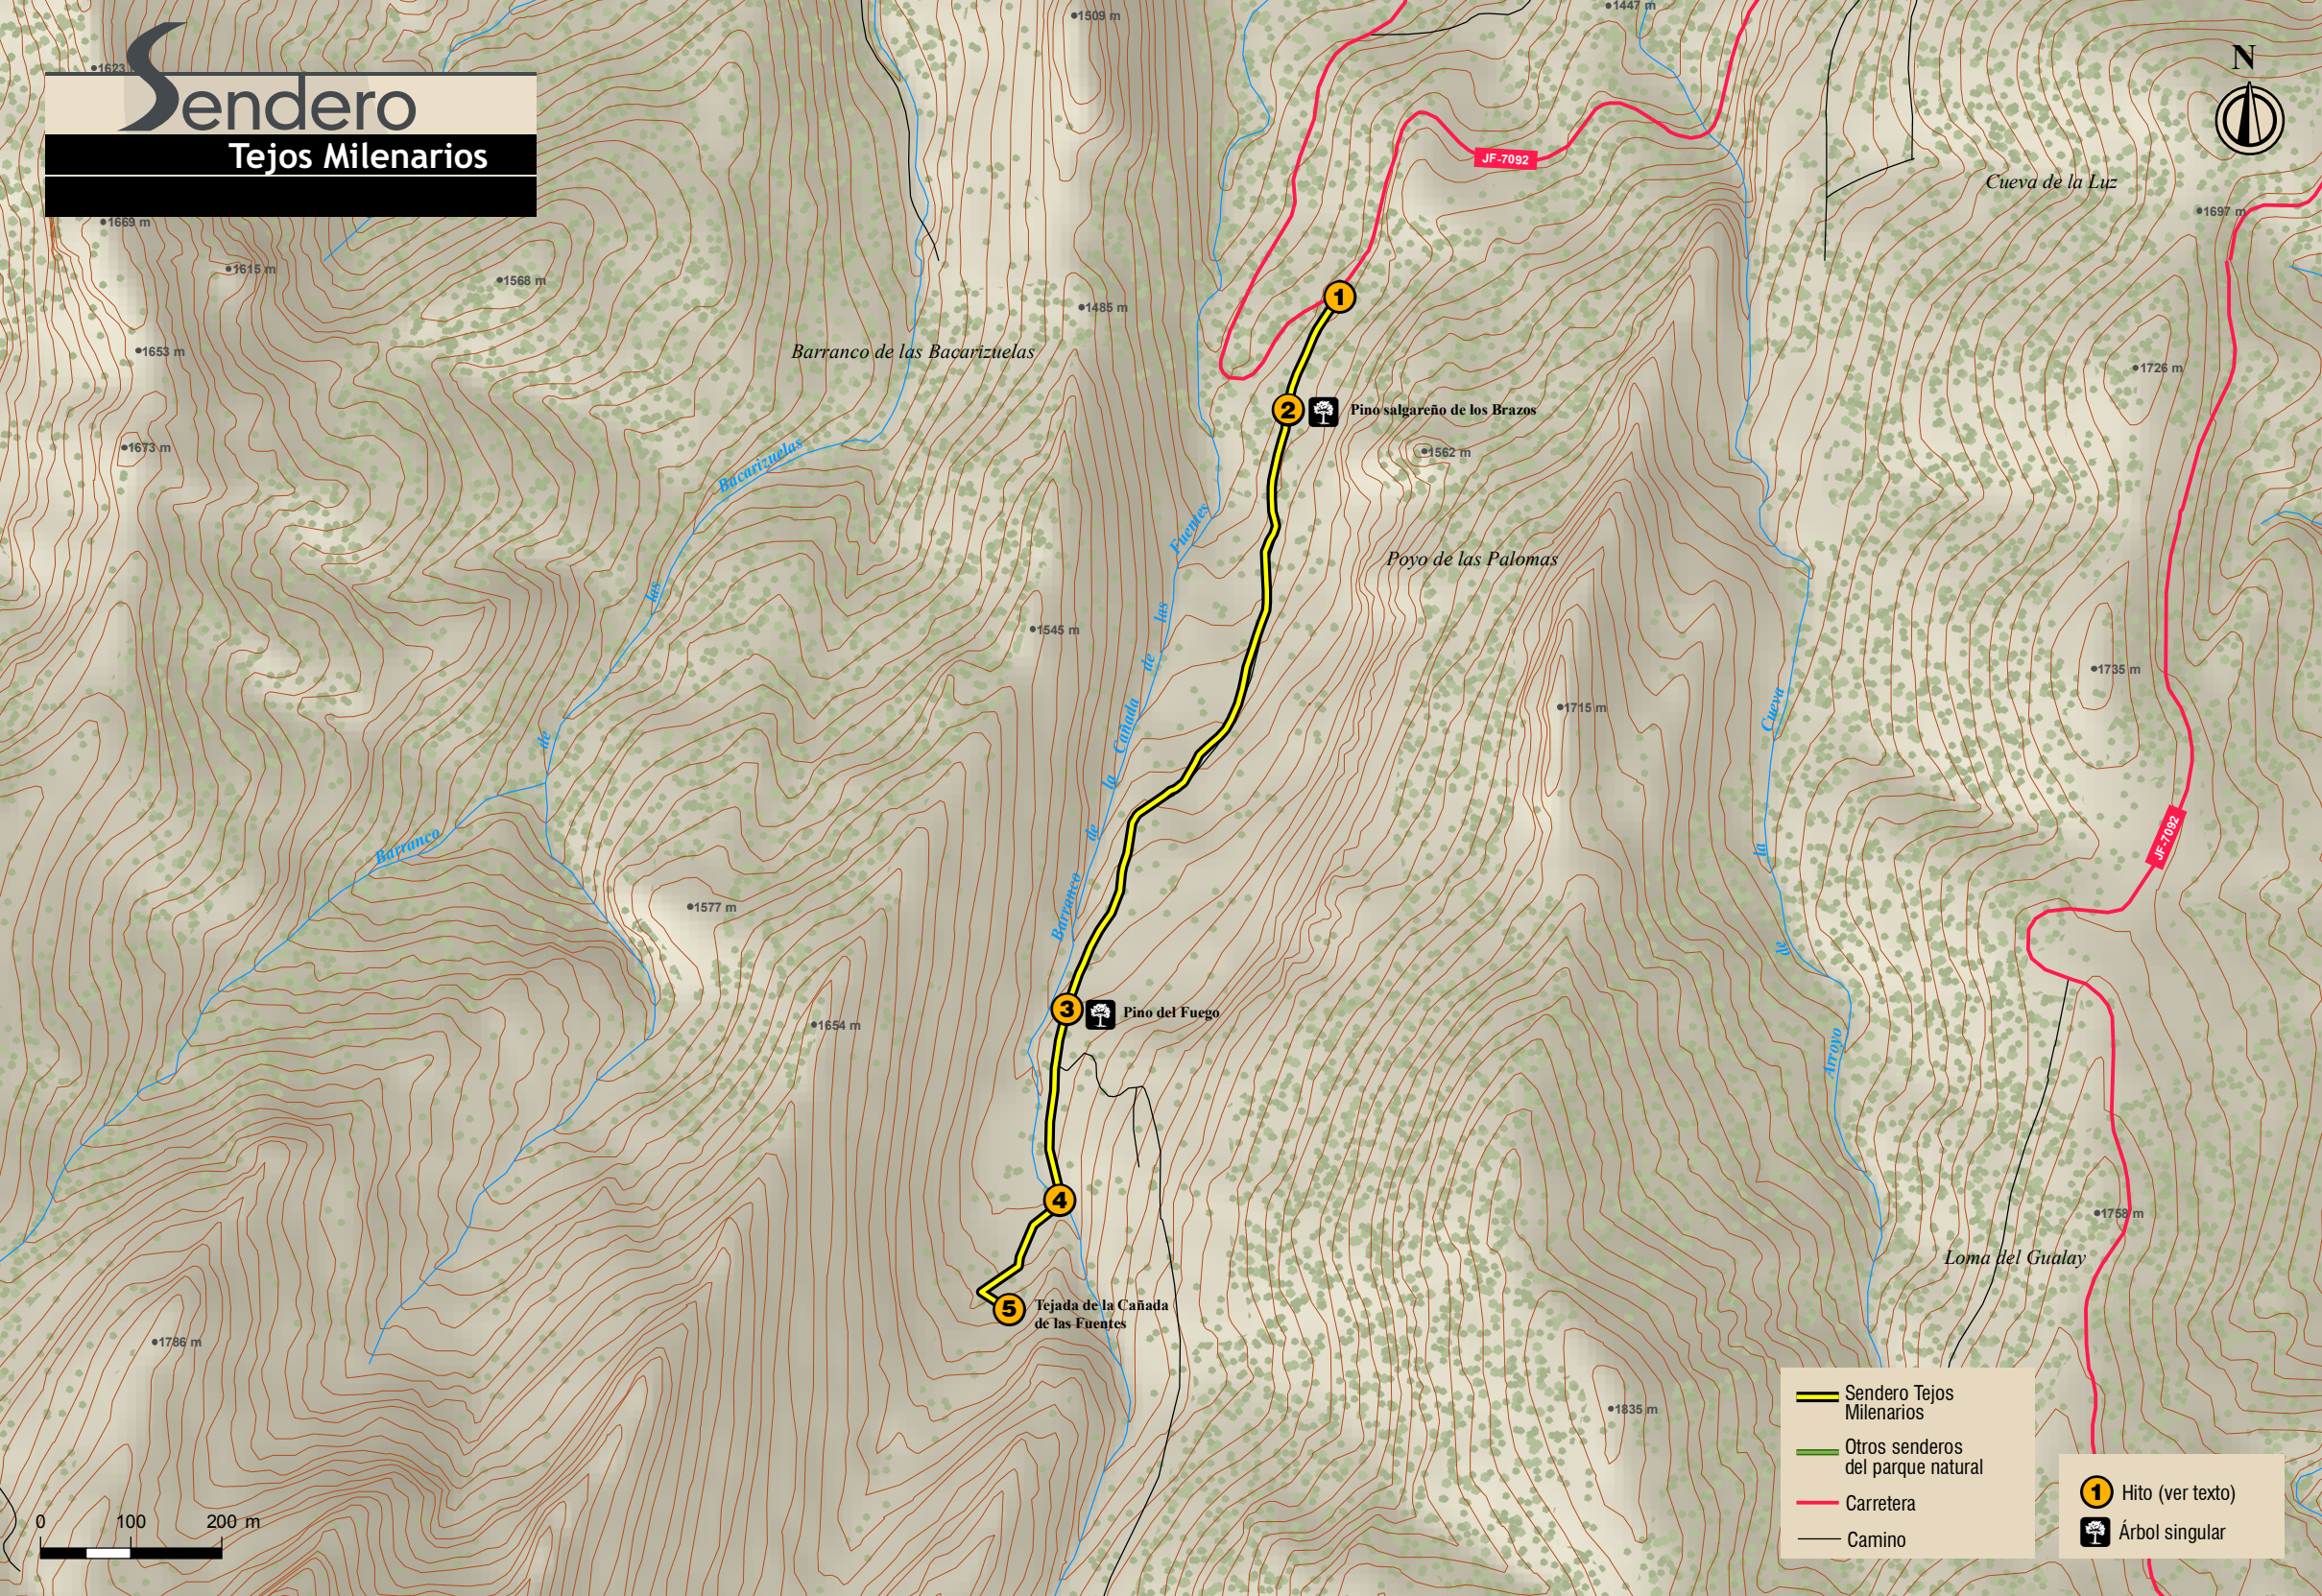 Sendero
Tejos Milenarios
N
1509 m
1447 m
1623
JF-7092
Cueva de la Luz
1697 m
1669 m
1615 m
1568 m
1
1485 m
1653 m
Barranco de las Bacarizuelas
1726 m
2 Pino salgareño de los Brazos
1673 m
1562 m
Barranco de las Bacarizuelas
Poyo de las Palomas
Barranco de la Cañada de las Fuentes
1545 m
1735 m
1715 m
Arroyo de la Cueva
JF-7092
1577 m
3 Pino del Fuego
1654 m
4
1758 m
Loma del Gualay
5 Tejada de la Cañada
de las Fuentes
1786 m
1835 m
Sendero Tejos
Milenarios
Otros senderos
del parque natural
Carretera
Camino
1 Hito (ver texto)
Árbol singular
0 100 200 m